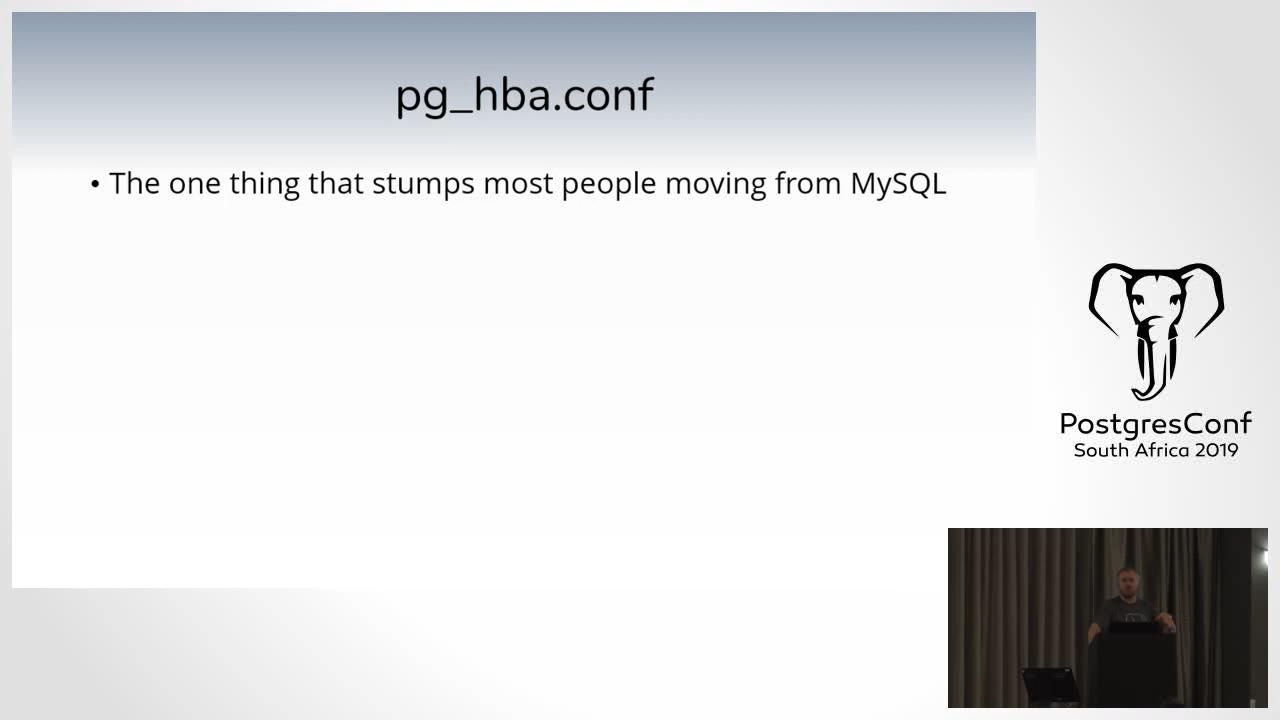 pg_hba.conf
• The one thing that stumps most people moving from MySQL
PostgresConf
South Africa 2019